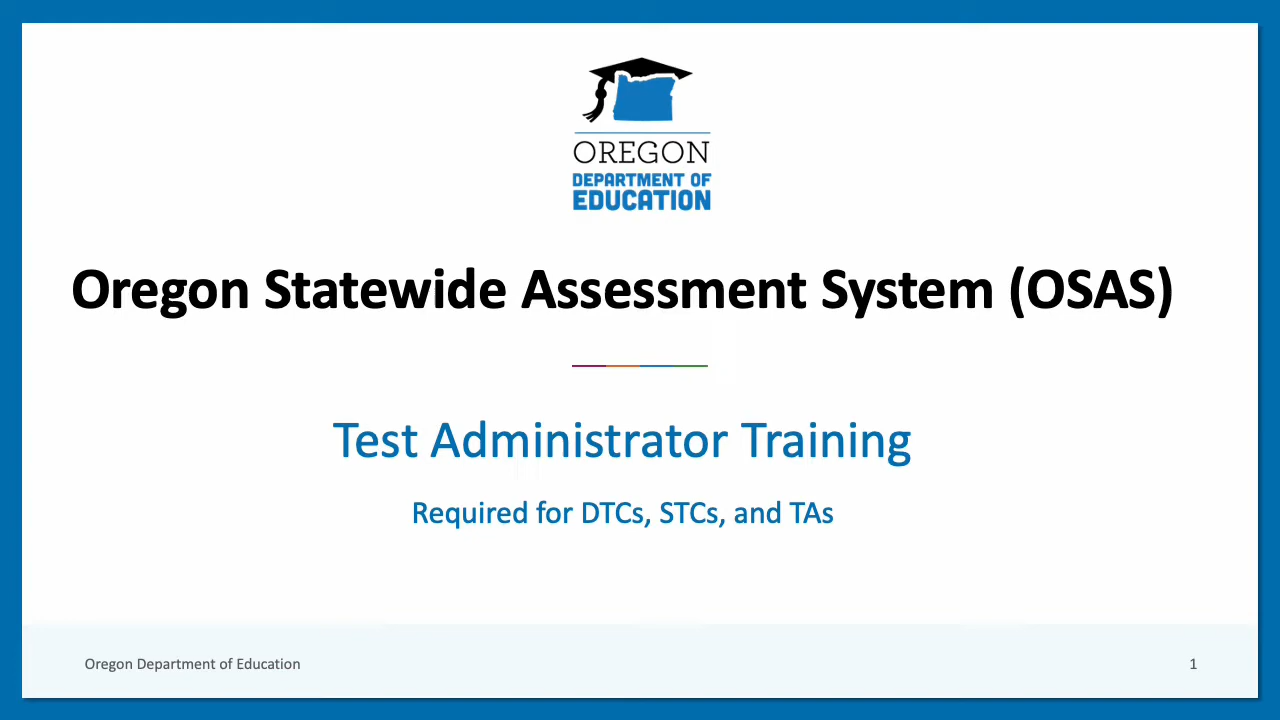 OREGON
DEPARTMENT OF
EDUCATION
Oregon Statewide Assessment System (OSAS)
Test Administrator Training
Required for DTCs, STCs, and TAs
Oregon Department of Education
1